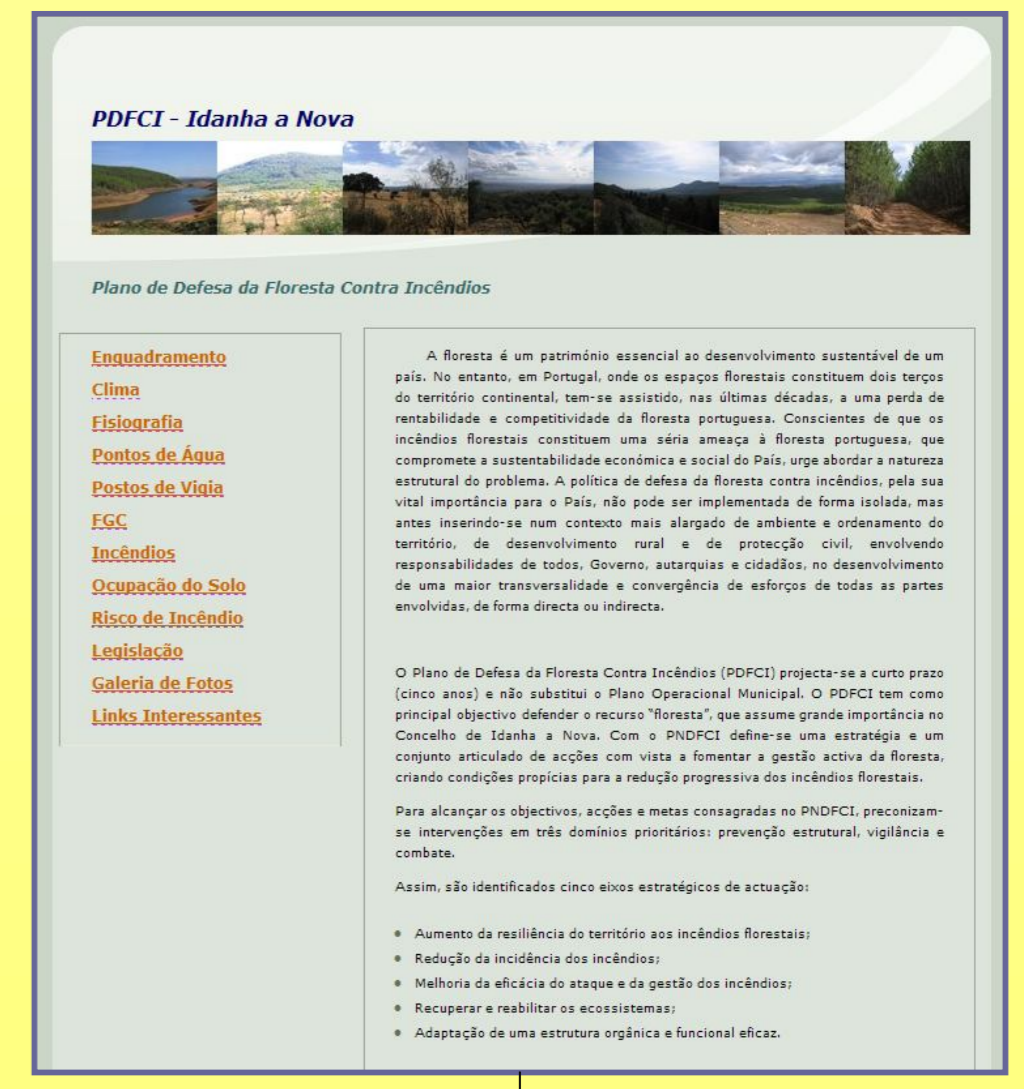 PDFCI - Idanha a Nova
Plano de Defesa da Floresta Contra Incêndios
Enquadramento
Clima
Fisiografia
Pontos de Água
Postos de Vigia
FGC
Incêndios
Ocupação do Solo
Risco de Incêndio
Legislação
Galeria de Fotos
Links Interessantes
A floresta é um património essencial ao desenvolvimento sustentável de um
país. No entanto, em Portugal, onde os espaços florestais constituem dois terços
do território continental, tem-se assistido, nas últimas décadas, a uma perda de
rentabilidade e competitividade da floresta portuguesa. Conscientes de que os
incêndios florestais constituem uma séria ameaça à floresta portuguesa, que
compromete a sustentabilidade económica e social do País, urge abordar a natureza
estrutural do problema. A política de defesa da floresta contra incêndios, pela sua
vital importância para o País, não pode ser implementada de forma isolada, mas
antes inserindo-se num contexto mais alargado de ambiente e ordenamento do
território, de desenvolvimento rural e de protecção civil, envolvendo
responsabilidades de todos, Governo, autarquias e cidadãos, no desenvolvimento
de uma maior transversalidade e convergência de esforços de todas as partes
envolvidas, de forma directa ou indirecta.
O Plano de Defesa da Floresta Contra Incêndios (PDFCI) projecta-se a curto prazo
(cinco anos) e não substitui o Plano Operacional Municipal. O PDFCI tem como
principal objectivo defender o recurso "floresta", que assume grande importância no
Concelho de Idanha a Nova. Com o PNDFCI define-se uma estratégia e um
conjunto articulado de acções com vista a fomentar a gestão activa da floresta,
criando condições propícias para a redução progressiva dos incêndios florestais.
Para alcançar os objectivos, acções e metas consagradas no PNDFCI, preconizam-
se intervenções em três domínios prioritários: prevenção estrutural, vigilância e
combate.
Assim, são identificados cinco eixos estratégicos de actuação:
• Aumento da resiliência do território aos incêndios florestais;
• Redução da incidência dos incêndios;
• Melhoria da eficácia do ataque e da gestão dos incêndios;
• Recuperar e reabilitar os ecossistemas;
• Adaptação de uma estrutura orgânica e funcional eficaz.